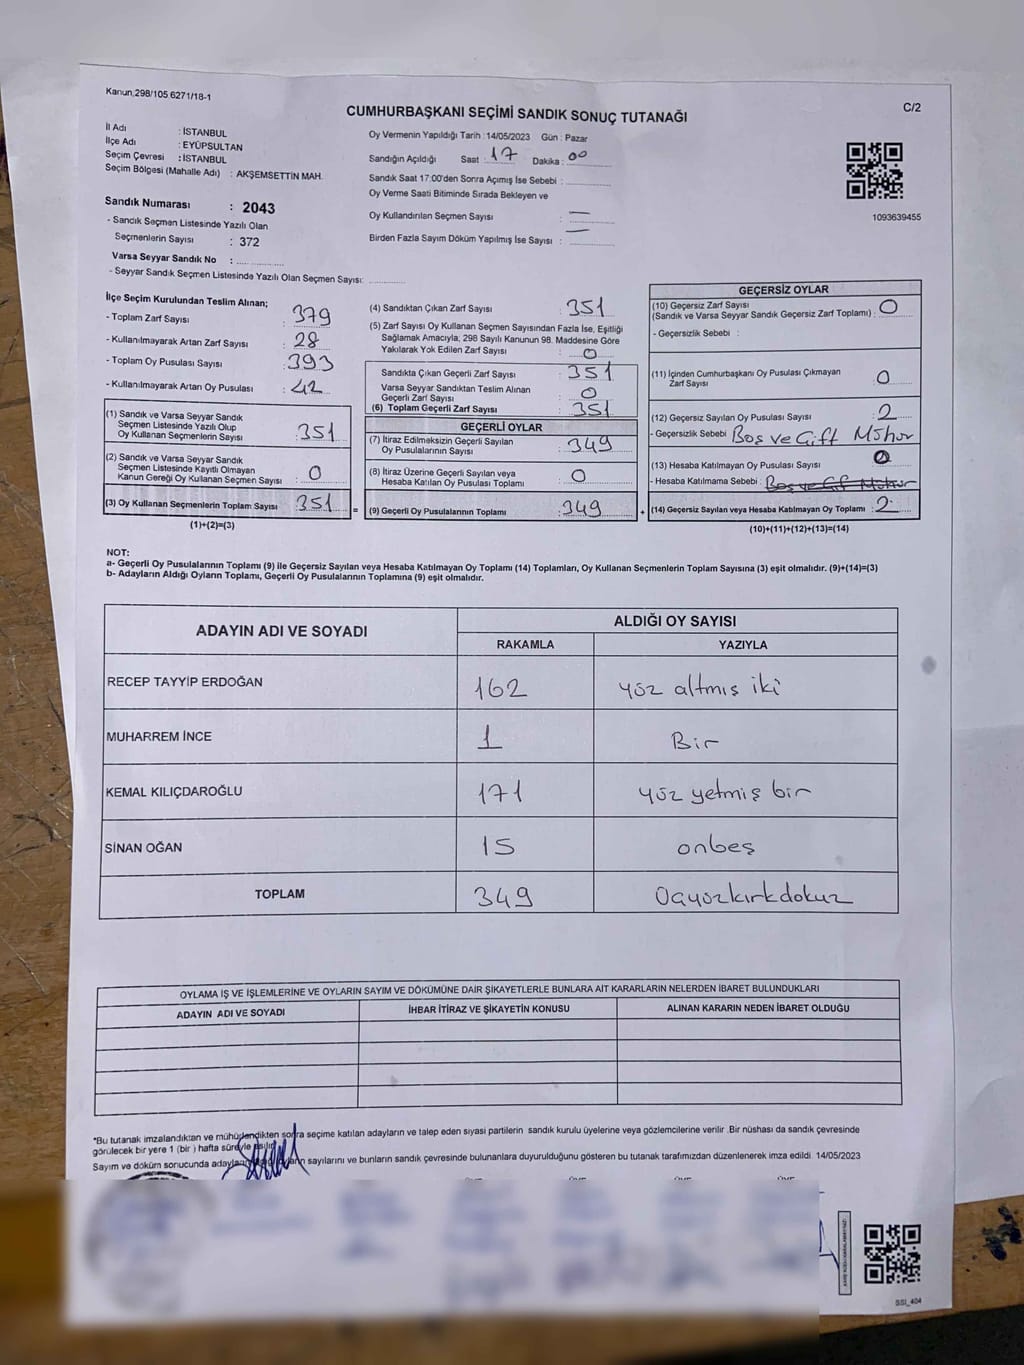 Kanun,298/105 6271/18-1
C/2
CUMHURBAŞKANI SEÇİMİ SANDIK SONUÇ TUTANAĞI
İl Adı : İSTANBUL
İlçe Adı : EYÜPSULTAN
Seçim Çevresi : İSTANBUL
Seçim Bölgesi (Mahalle Adı) : AKŞEMSETTİN MAH.
Sandık Numarası : 2043
- Sandık Seçmen Listesinde Yazılı Olan
Seçmenlerin Sayısı : 372
Varsa Seyyar Sandık No :
- Seyyar Sandık Seçmen Listesinde Yazılı Olan Seçmen Sayısı:
Oy Vermenin Yapıldığı Tarih : 14/05/2023 Gün : Pazar
Sandığın Açıldığı Saat : 17 Dakika : 00
Sandık Saat 17:00'den Sonra Açımış İse Sebebi :
Oy Verme Saati Bitiminde Sırada Bekleyen ve
Oy Kullandırılan Seçmen Sayısı : —
Birden Fazla Sayım Döküm Yapılmış İse Sayısı : —
1093639455
İlçe Seçim Kurulundan Teslim Alınan;
- Toplam Zarf Sayısı : 379
- Kullanılmayarak Artan Zarf Sayısı : 28
- Toplam Oy Pusulası Sayısı : 393
- Kullanılmayarak Artan Oy Pusulası : 42
(1) Sandık ve Varsa Seyyar Sandık
Seçmen Listesinde Yazılı Olup
Oy Kullanan Seçmenlerin Sayısı : 351
(2) Sandık ve Varsa Seyyar Sandık
Seçmen Listesinde Kayıtlı Olmayan
Kanun Gereği Oy Kullanan Seçmen Sayısı : 0
(3) Oy Kullanan Seçmenlerin Toplam Sayısı : 351
(1)+(2)=(3)
(4) Sandıktan Çıkan Zarf Sayısı : 351
(5) Zarf Sayısı Oy Kullanan Seçmen Sayısından Fazla İse, Eşitliği
Sağlamak Amacıyla; 298 Sayılı Kanunun 98. Maddesine Göre
Yakılarak Yok Edilen Zarf Sayısı : 0
Sandıkta Çıkan Geçerli Zarf Sayısı : 351
Varsa Seyyar Sandıktan Teslim Alınan
Geçerli Zarf Sayısı : 0
(6) Toplam Geçerli Zarf Sayısı : 351
GEÇERLİ OYLAR
(7) İtiraz Edilmeksizin Geçerli Sayılan
Oy Pusulalarının Sayısı : 349
(8) İtiraz Üzerine Geçerli Sayılan veya
Hesaba Katılan Oy Pusulası Toplamı : 0
(9) Geçerli Oy Pusulalarının Toplamı : 349
GEÇERSİZ OYLAR
(10) Geçersiz Zarf Sayısı
(Sandık ve Varsa Seyyar Sandık Geçersiz Zarf Toplamı) : 0
- Geçersizlik Sebebi :
(11) İçinden Cumhurbaşkanı Oy Pusulası Çıkmayan
Zarf Sayısı : 0
(12) Geçersiz Sayılan Oy Pusulası Sayısı : 2
- Geçersizlik Sebebi : Boş ve Çift Mühür
(13) Hesaba Katılmayan Oy Pusulası Sayısı : 0
- Hesaba Katılmama Sebebi :
(14) Geçersiz Sayılan veya Hesaba Katılmayan Oy Toplamı : 2
(10)+(11)+(12)+(13)=(14)
NOT:
a- Geçerli Oy Pusulalarının Toplamı (9) ile Geçersiz Sayılan veya Hesaba Katılmayan Oy Toplamı (14) Toplamları, Oy Kullanan Seçmenlerin Toplam Sayısına (3) eşit olmalıdır. (9)+(14)=(3)
b- Adayların Aldığı Oyların Toplamı, Geçerli Oy Pusulalarının Toplamına (9) eşit olmalıdır.
ADAYIN ADI VE SOYADI
ALDIĞI OY SAYISI
RAKAMLA YAZIYLA
RECEP TAYYİP ERDOĞAN 162 yüz altmış iki
MUHARREM İNCE 1 Bir
KEMAL KILIÇDAROĞLU 171 yüz yetmiş bir
SİNAN OĞAN 15 onbeş
TOPLAM 349 Üçyüzkırkdokuz
OYLAMA İŞ VE İŞLEMLERİNE VE OYLARIN SAYIM VE DÖKÜMÜNE DAİR ŞİKAYETLERLE BUNLARA AİT KARARLARIN NELERDEN İBARET BULUNDUKLARI
ADAYIN ADI VE SOYADI İHBAR İTİRAZ VE ŞİKAYETİN KONUSU ALINAN KARARIN NEDEN İBARET OLDUĞU
*Bu tutanak imzalandıktan ve mühürlendikten sonra seçime katılan adayların ve talep eden siyasi partilerin sandık kurulu üyelerine veya gözlemcilerine verilir .Bir nüshası da sandık çevresinde
görülecek bir yere 1 (bir ) hafta süreyle asılır.
Sayım ve döküm sonucunda adayların sayılarını ve bunların sandık çevresinde bulunanlara duyurulduğunu gösteren bu tutanak tarafımızdan düzenlenerek imza edildi. 14/05/2023
SSI_404